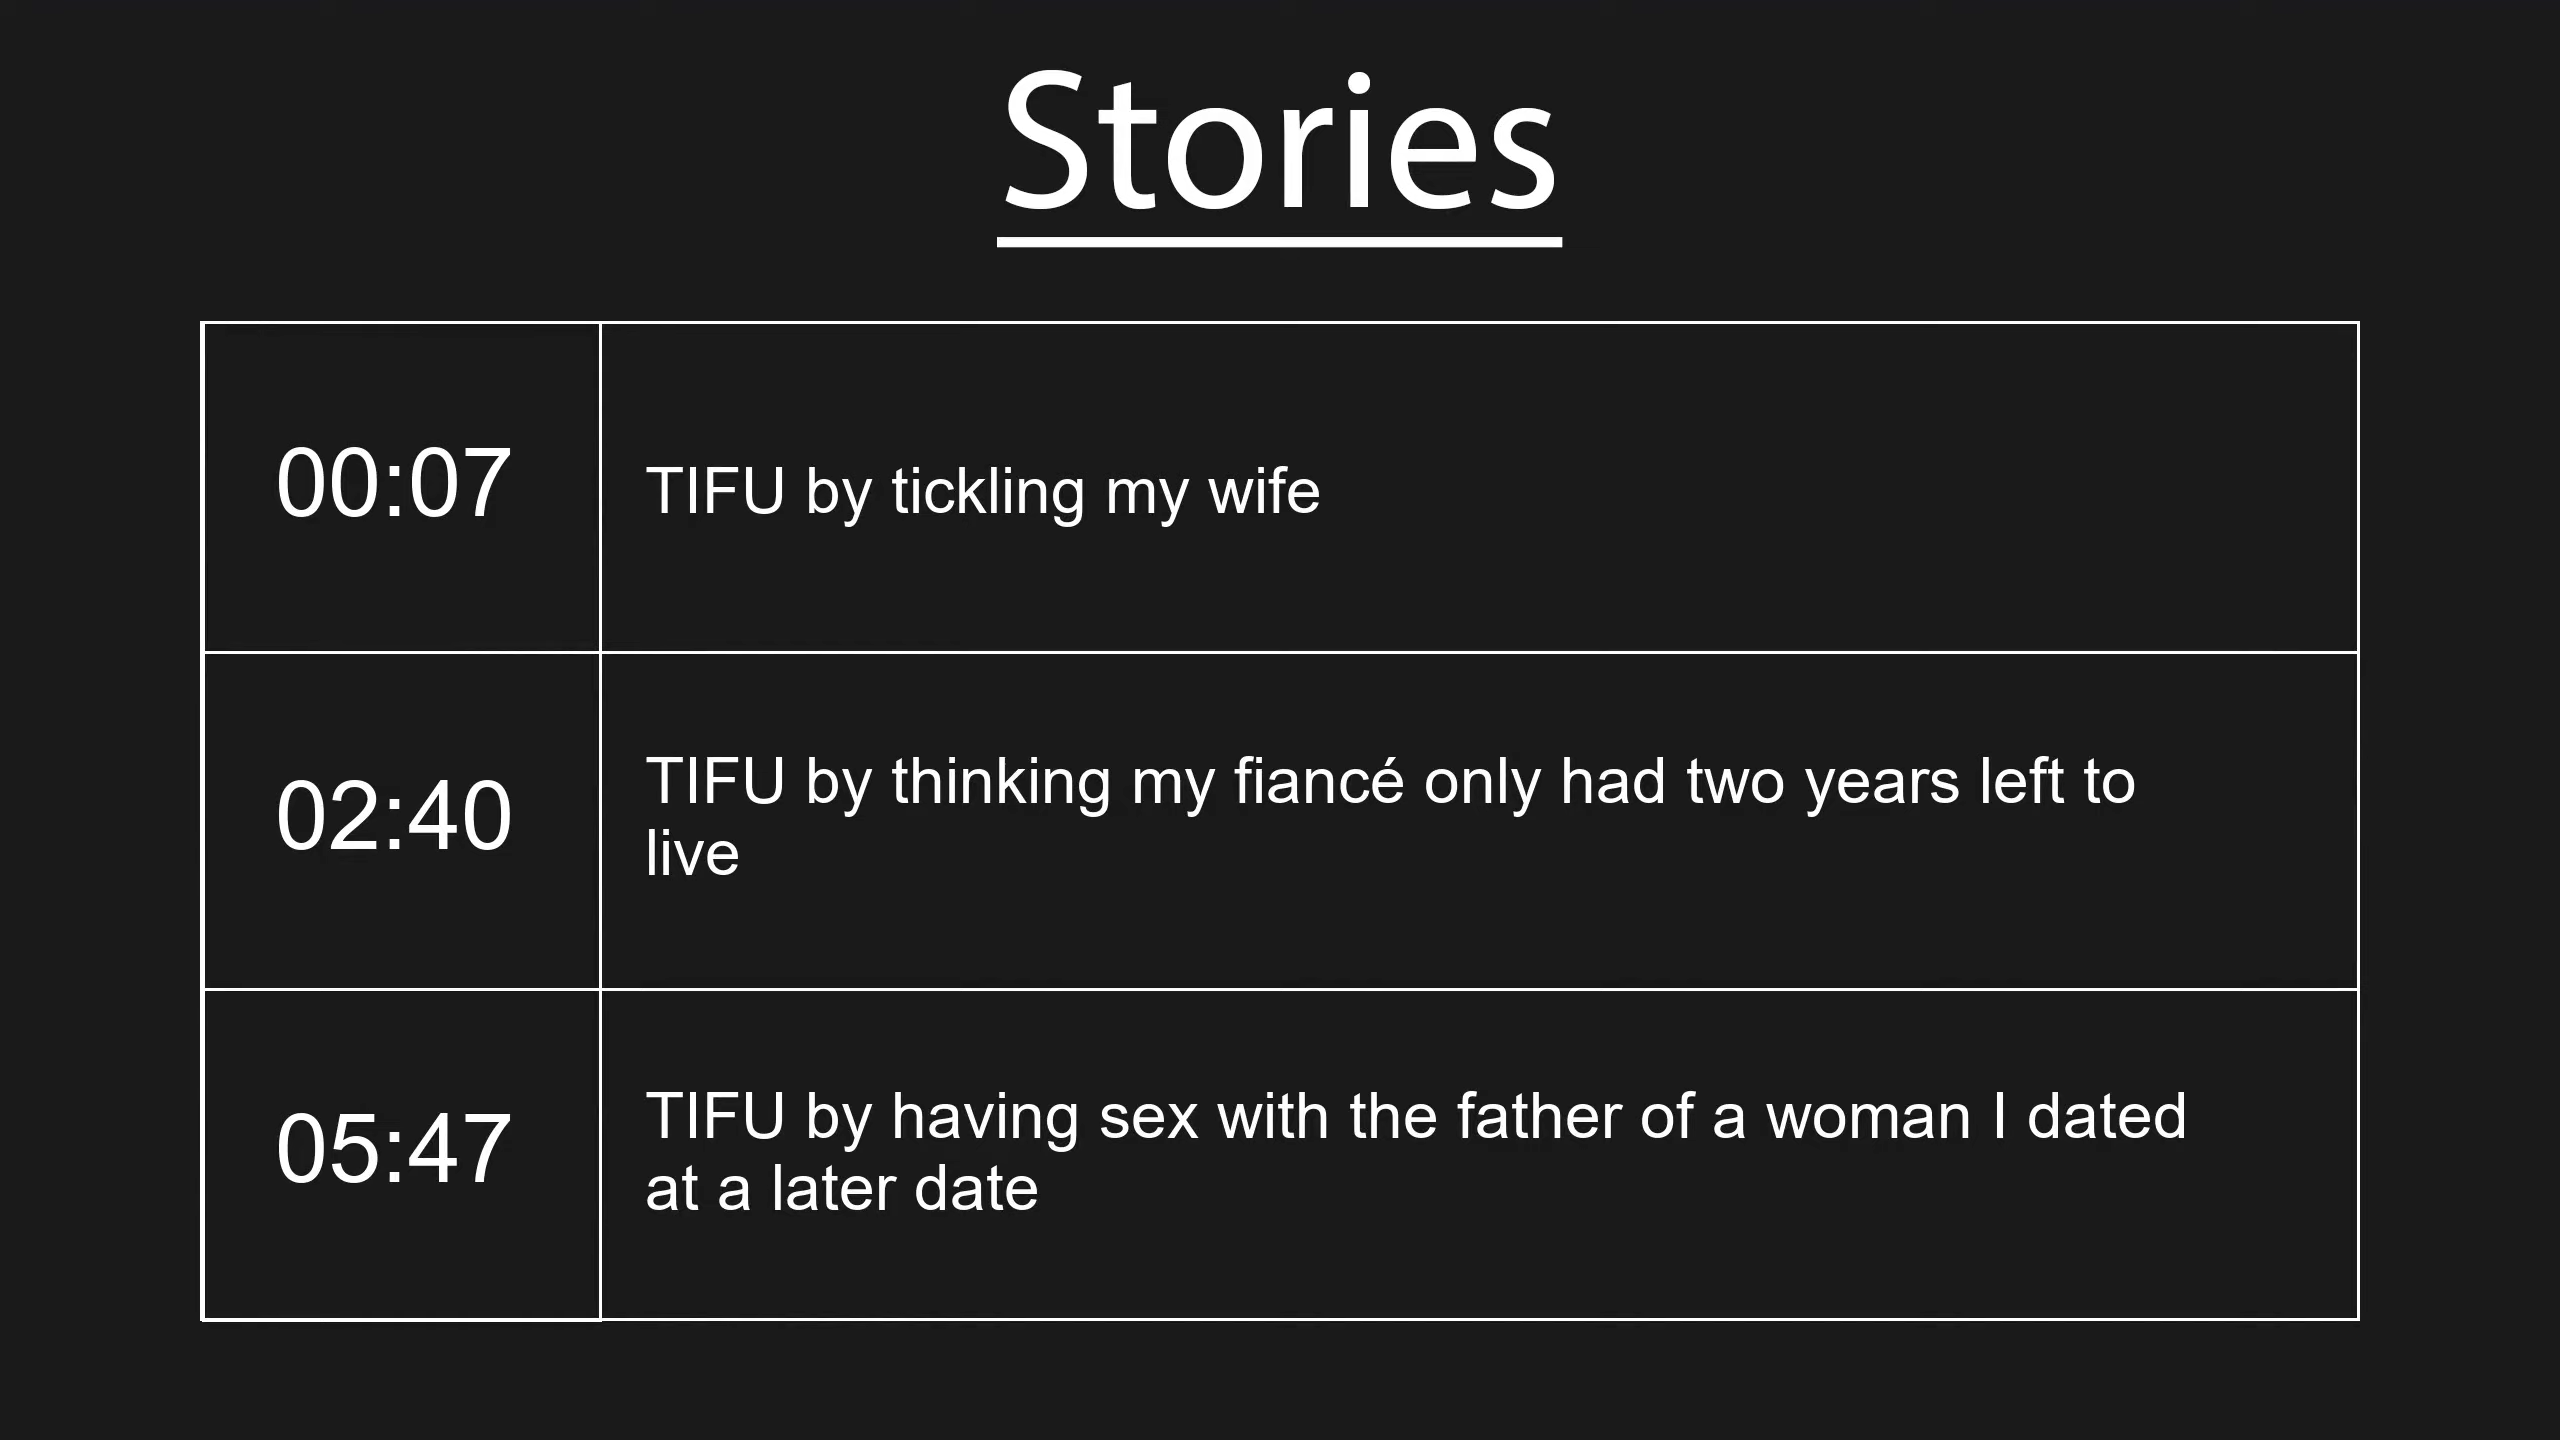 Stories
00:07
TIFU by tickling my wife
02:40
TIFU by thinking my fiancé only had two years left to
live
05:47
TIFU by having sex with the father of a woman I dated
at a later date